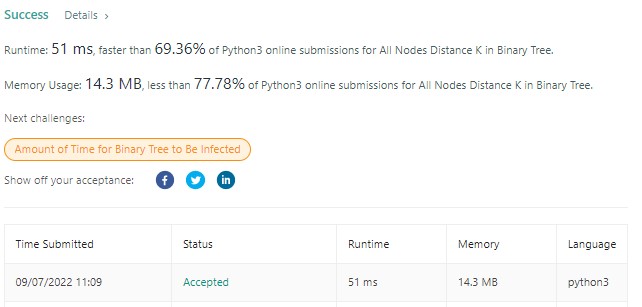 Success Details ›
Runtime: 51 ms, faster than 69.36% of Python3 online submissions for All Nodes Distance K in Binary Tree.
Memory Usage: 14.3 MB, less than 77.78% of Python3 online submissions for All Nodes Distance K in Binary Tree.
Next challenges:
Amount of Time for Binary Tree to Be Infected
Show off your acceptance: f in
Time Submitted Status Runtime Memory Language
09/07/2022 11:09 Accepted 51 ms 14.3 MB python3